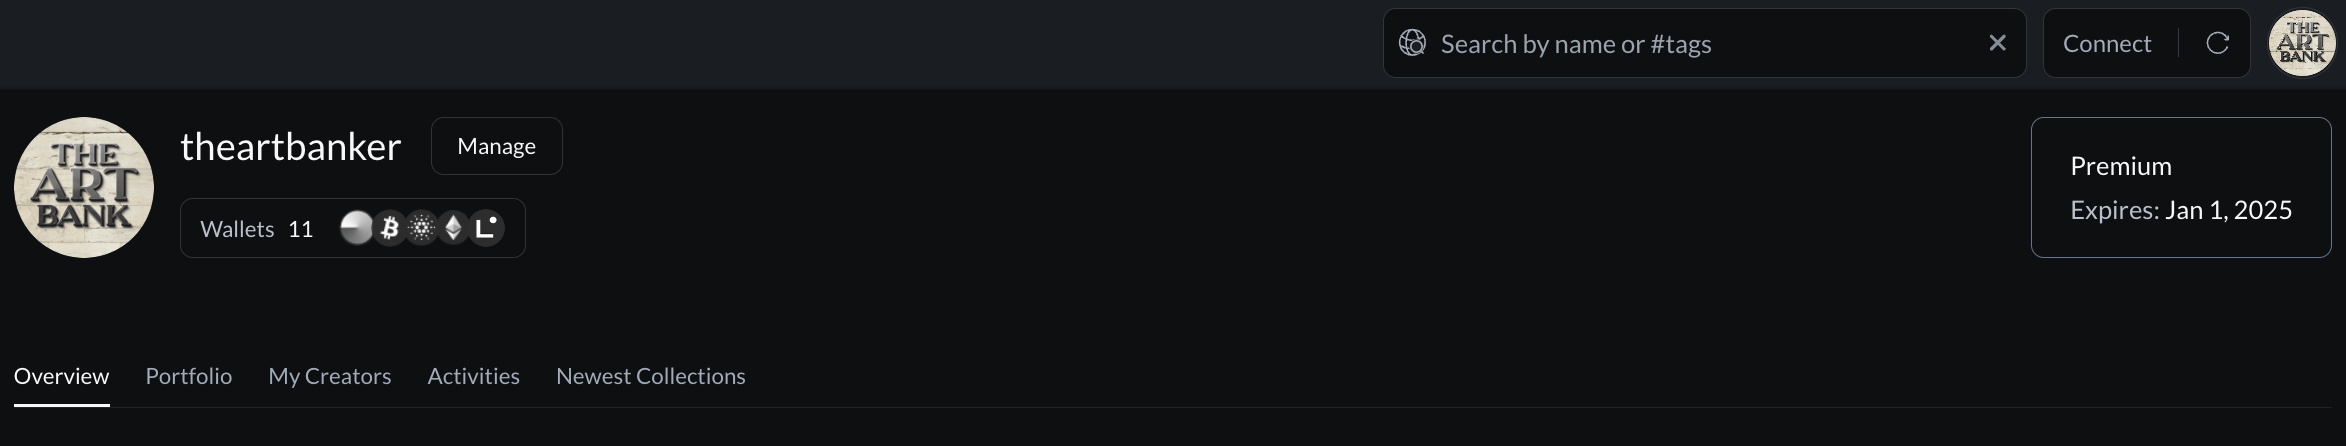 Search by name or #tags
Connect
THE
ART
BANK
THE
ART
BANK
theartbanker
Manage
Wallets 11
Premium
Expires: Jan 1, 2025
Overview Portfolio My Creators Activities Newest Collections